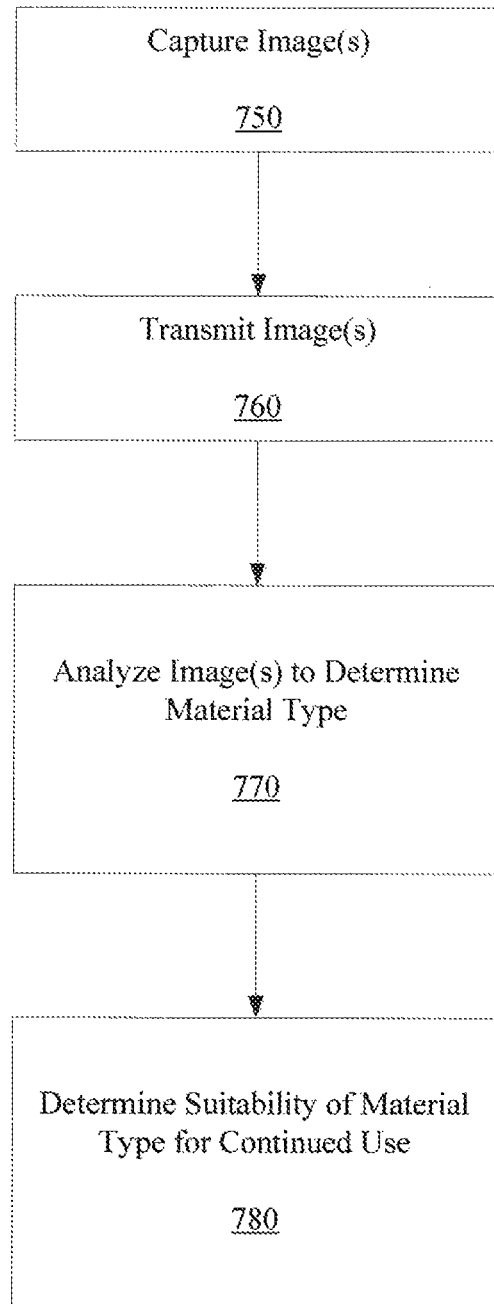 Capture Image(s)
750
Transmit Image(s)
760
Analyze Image(s) to Determine
Material Type
770
Determine Suitability of Material
Type for Continued Use
780